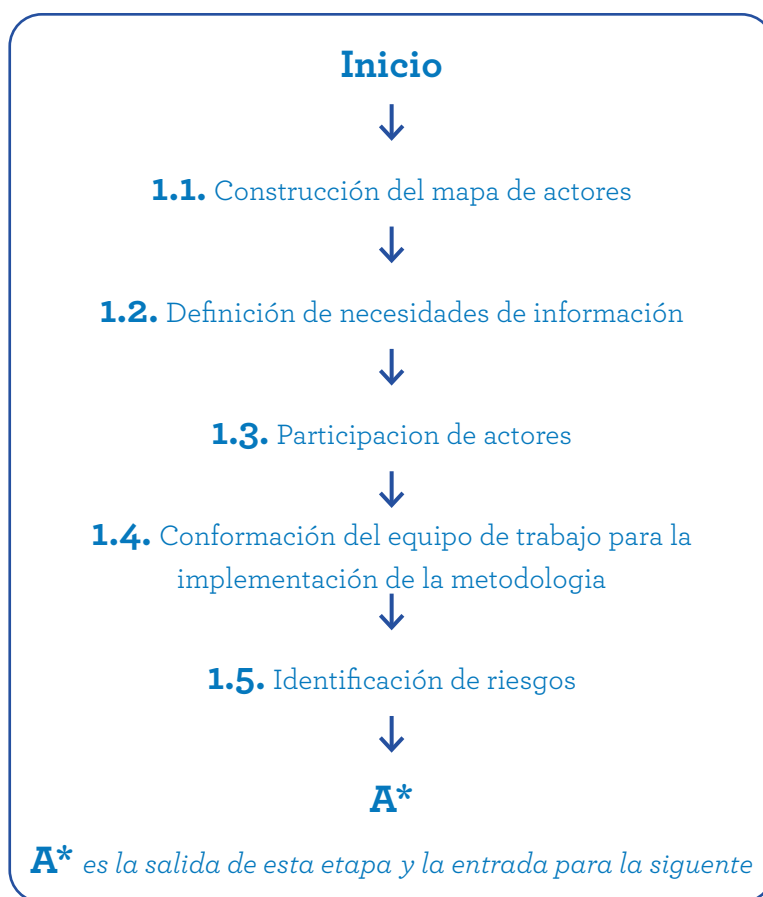 Inicio
1.1. Construcción del mapa de actores
1.2. Definición de necesidades de información
1.3. Participacion de actores
1.4. Conformación del equipo de trabajo para la
implementación de la metodologia
1.5. Identificación de riesgos
A*
A* es la salida de esta etapa y la entrada para la siguente